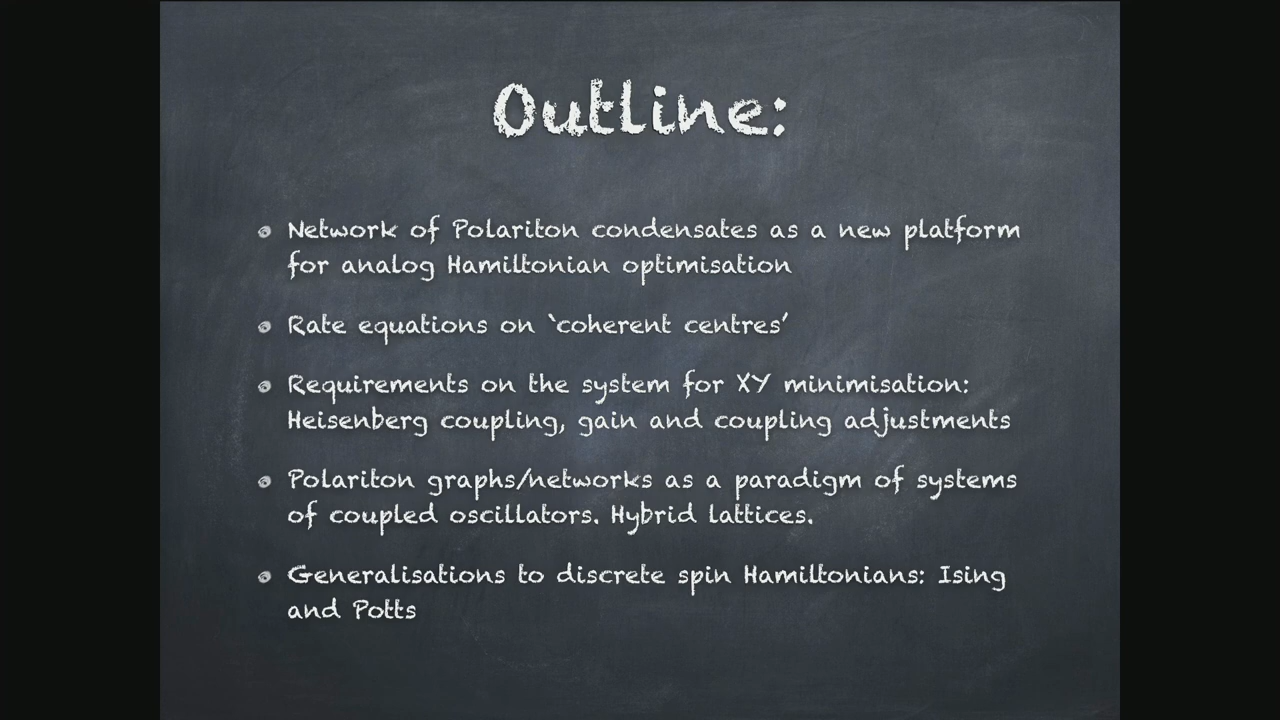 Outline:
Network of Polariton condensates as a new platform
for analog Hamiltonian optimisation
Rate equations on ‘coherent centres’
Requirements on the system for XY minimisation:
Heisenberg coupling, gain and coupling adjustments
Polariton graphs/networks as a paradigm of systems
of coupled oscillators. Hybrid lattices.
Generalisations to discrete spin Hamiltonians: Ising
and Potts